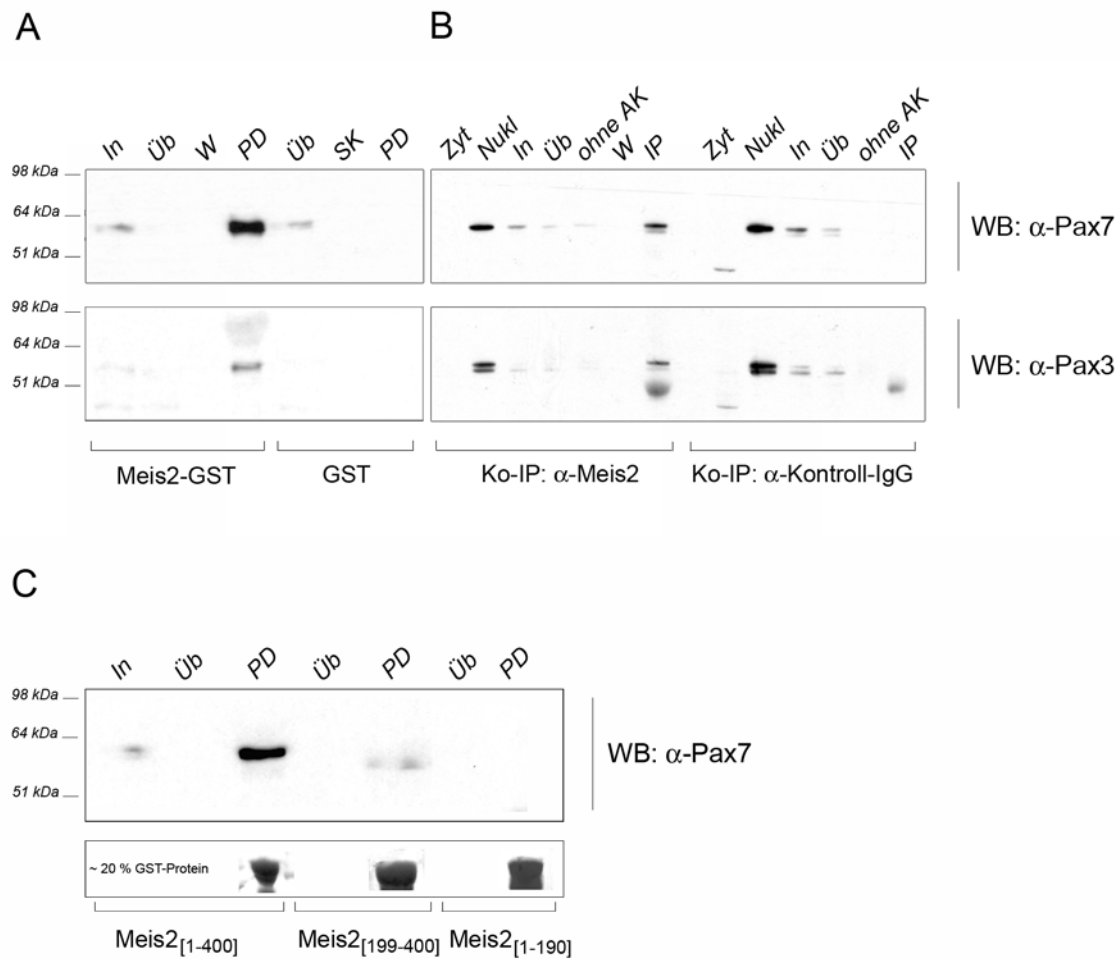 A
B
In Üb W PD Üb SK PD
Zyt Nukl In Üb ohne AK W IP Zyt Nukl In Üb ohne AK IP
98 kDa
64 kDa
WB: α-Pax7
51 kDa
98 kDa
64 kDa
WB: α-Pax3
51 kDa
Meis2-GST GST Ko-IP: α-Meis2 Ko-IP: α-Kontroll-IgG
C
In Üb PD Üb PD Üb PD
98 kDa
64 kDa
WB: α-Pax7
51 kDa
~ 20 % GST-Protein
Meis2[1-400] Meis2[199-400] Meis2[1-190]